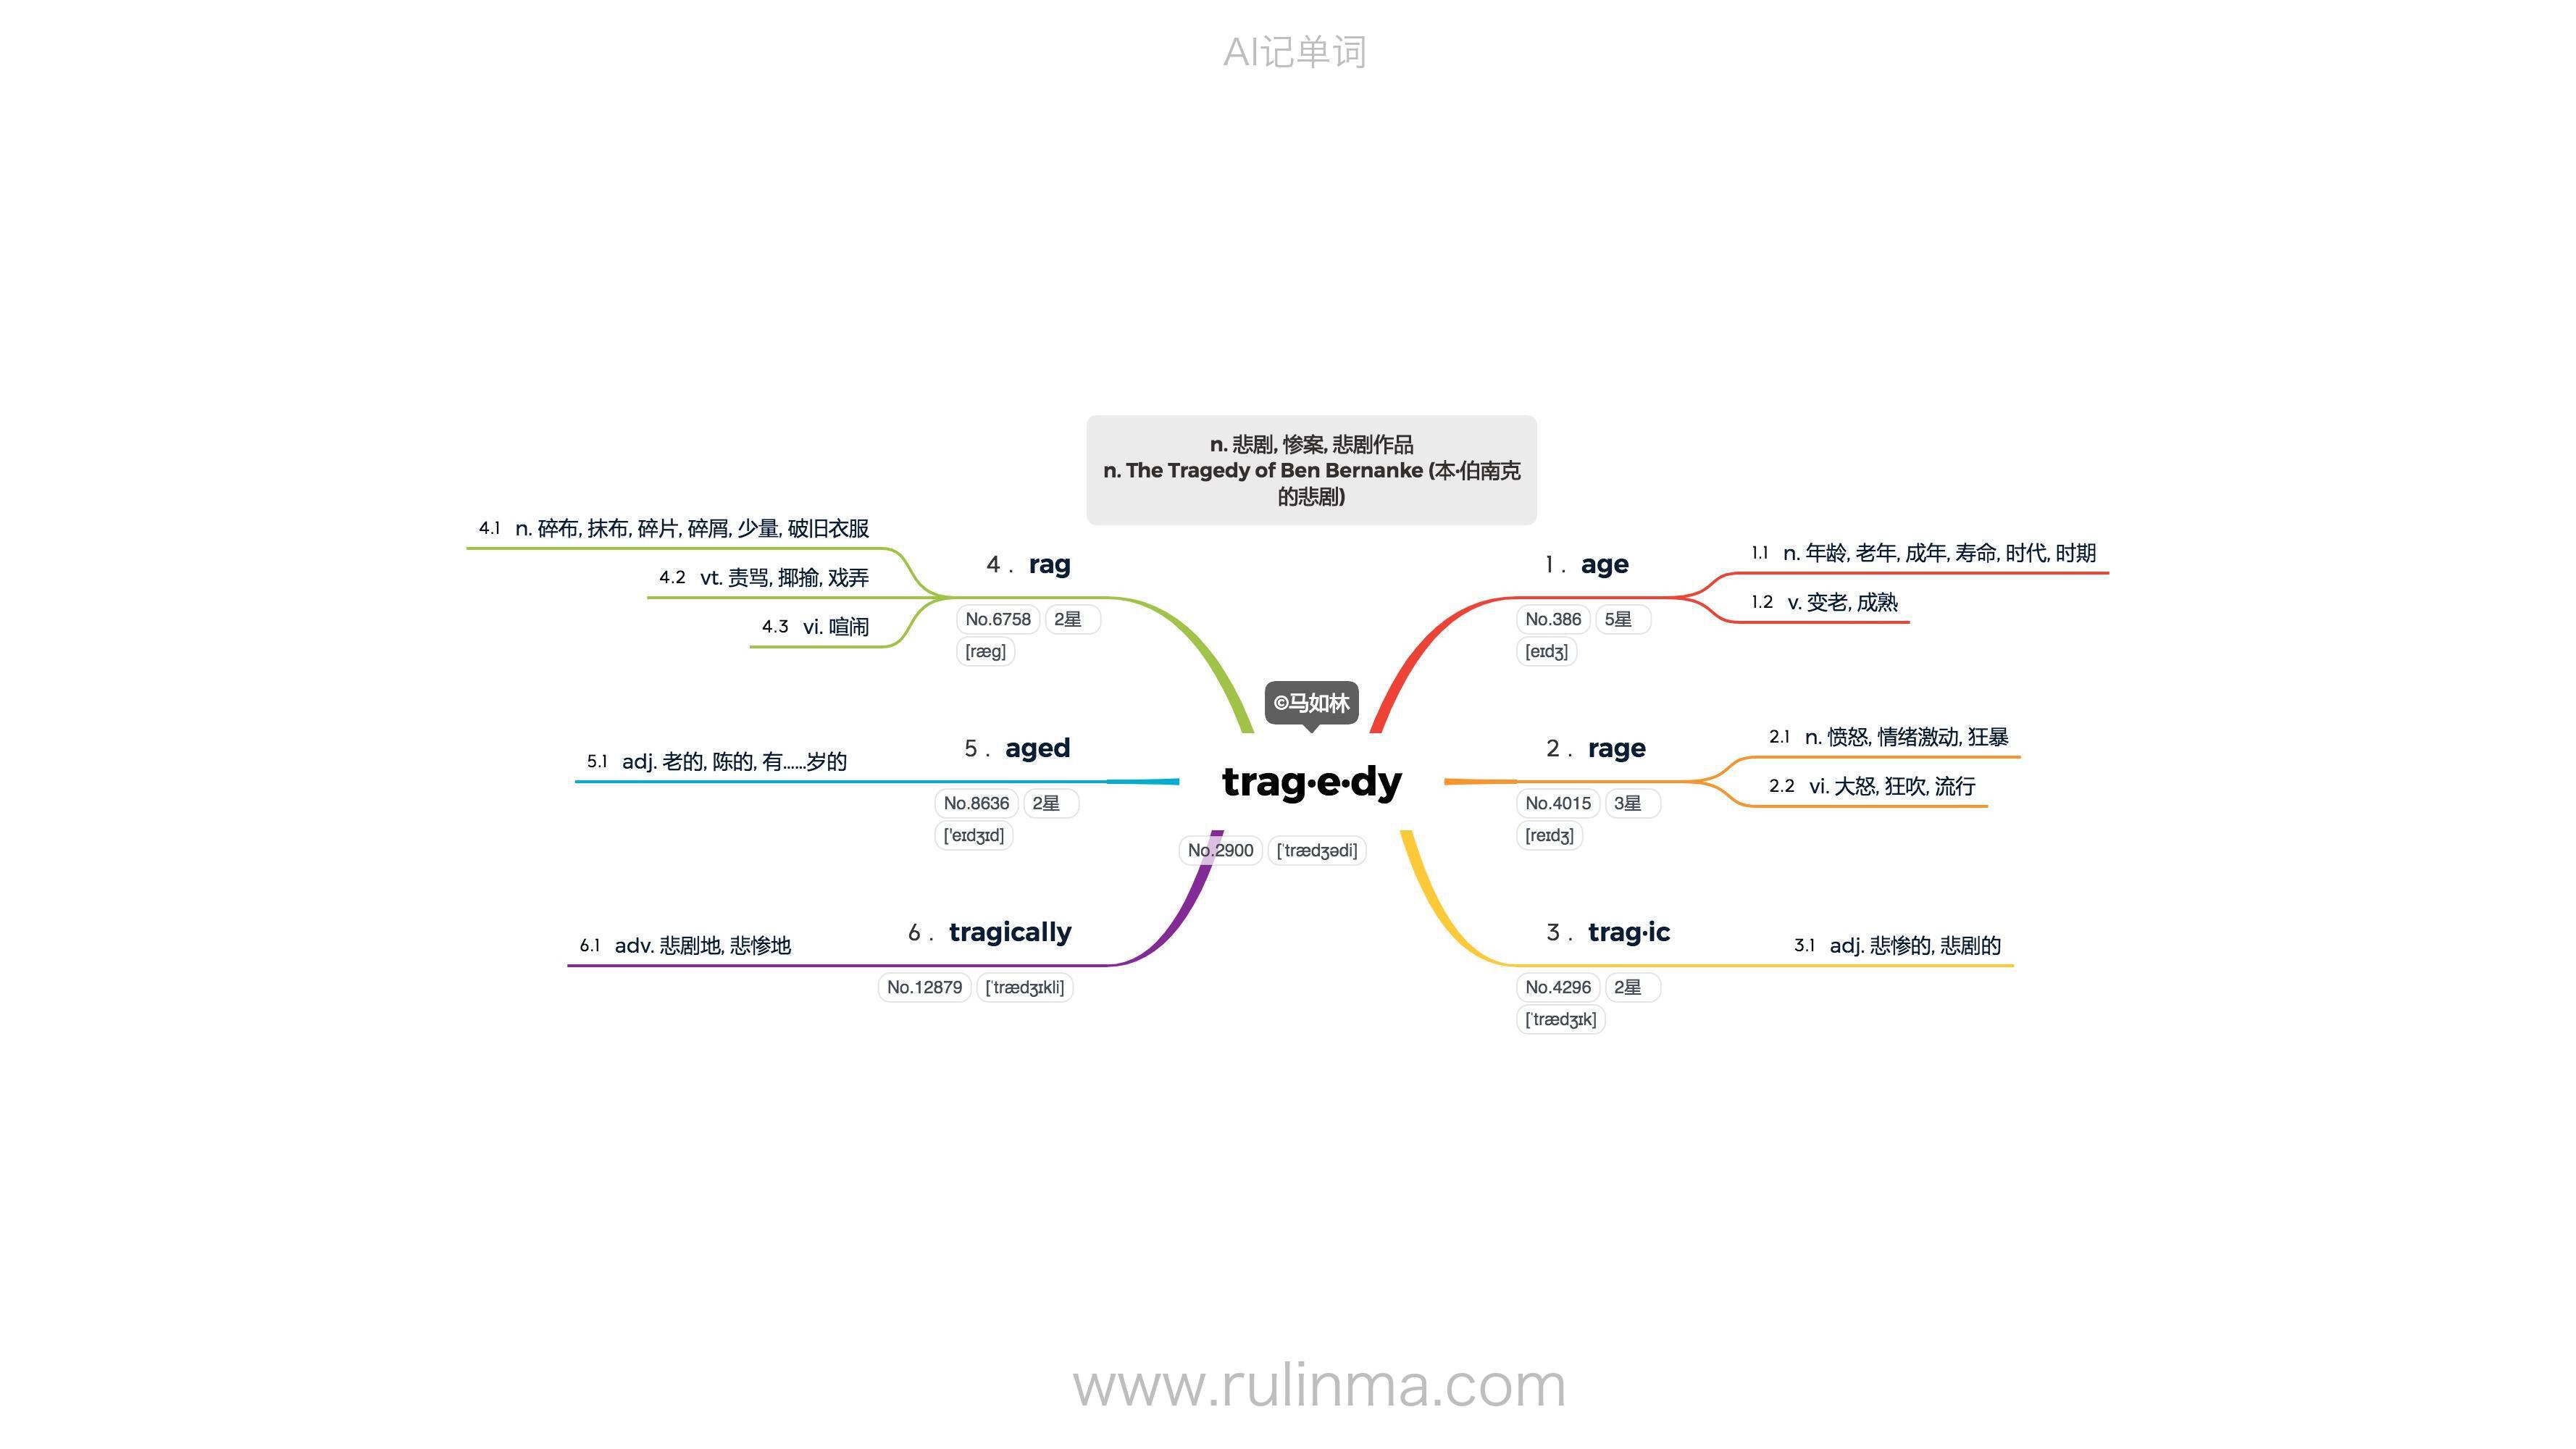 AI记单词
n. 悲剧, 惨案, 悲剧作品
n. The Tragedy of Ben Bernanke (本·伯南克
的悲剧)
©马如林
trag·e·dy
No.2900 [ˈtrædʒədi]
1 . age
No.386 5星
[eɪdʒ]
1.1 n. 年龄, 老年, 成年, 寿命, 时代, 时期
1.2 v. 变老, 成熟
2 . rage
No.4015 3星
[reɪdʒ]
2.1 n. 愤怒, 情绪激动, 狂暴
2.2 vi. 大怒, 狂吹, 流行
3 . trag·ic
No.4296 2星
[ˈtrædʒɪk]
3.1 adj. 悲惨的, 悲剧的
4 . rag
No.6758 2星
[ræg]
4.1 n. 碎布, 抹布, 碎片, 碎屑, 少量, 破旧衣服
4.2 vt. 责骂, 揶揄, 戏弄
4.3 vi. 喧闹
5 . aged
No.8636 2星
[ˈeɪdʒɪd]
5.1 adj. 老的, 陈的, 有……岁的
6 . tragically
No.12879 [ˈtrædʒɪkli]
6.1 adv. 悲剧地, 悲惨地
www.rulinma.com